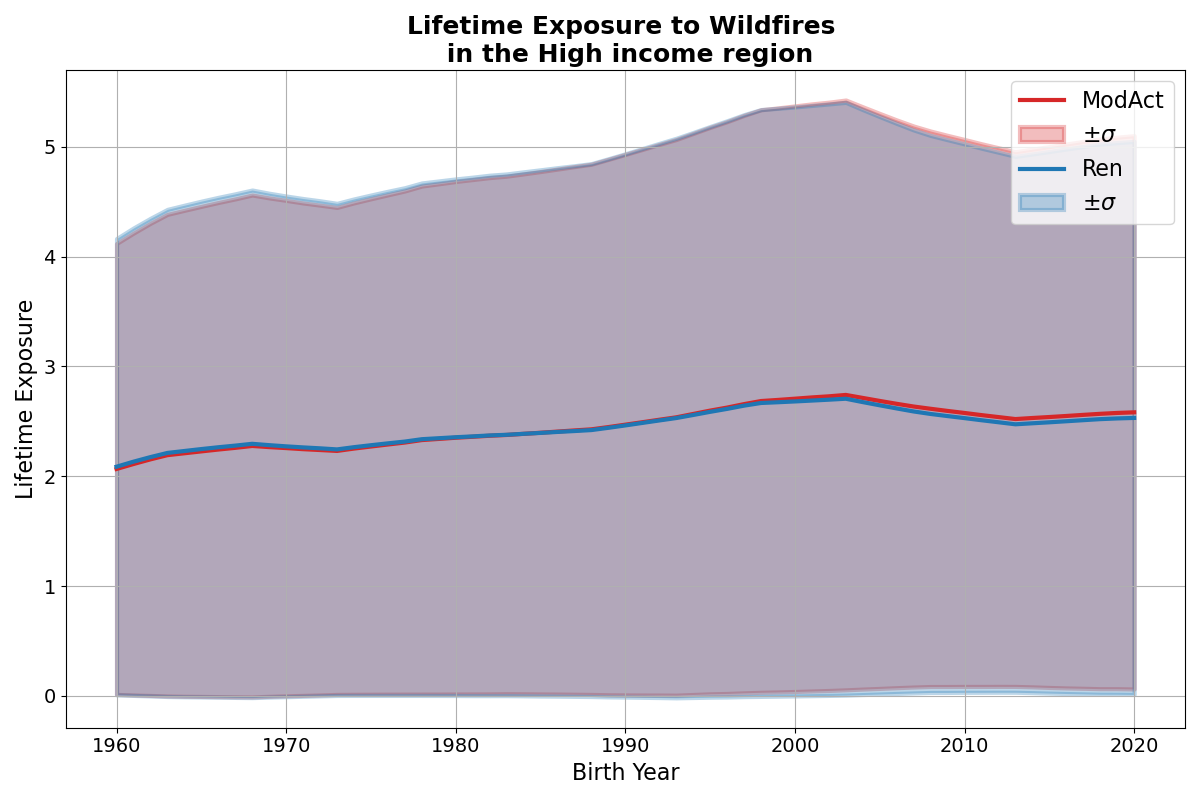 Lifetime Exposure to Wildfires
in the High income region
ModAct
±σ
Ren
±σ
Lifetime Exposure
5
4
3
2
1
0
1960 1970 1980 1990 2000 2010 2020
Birth Year